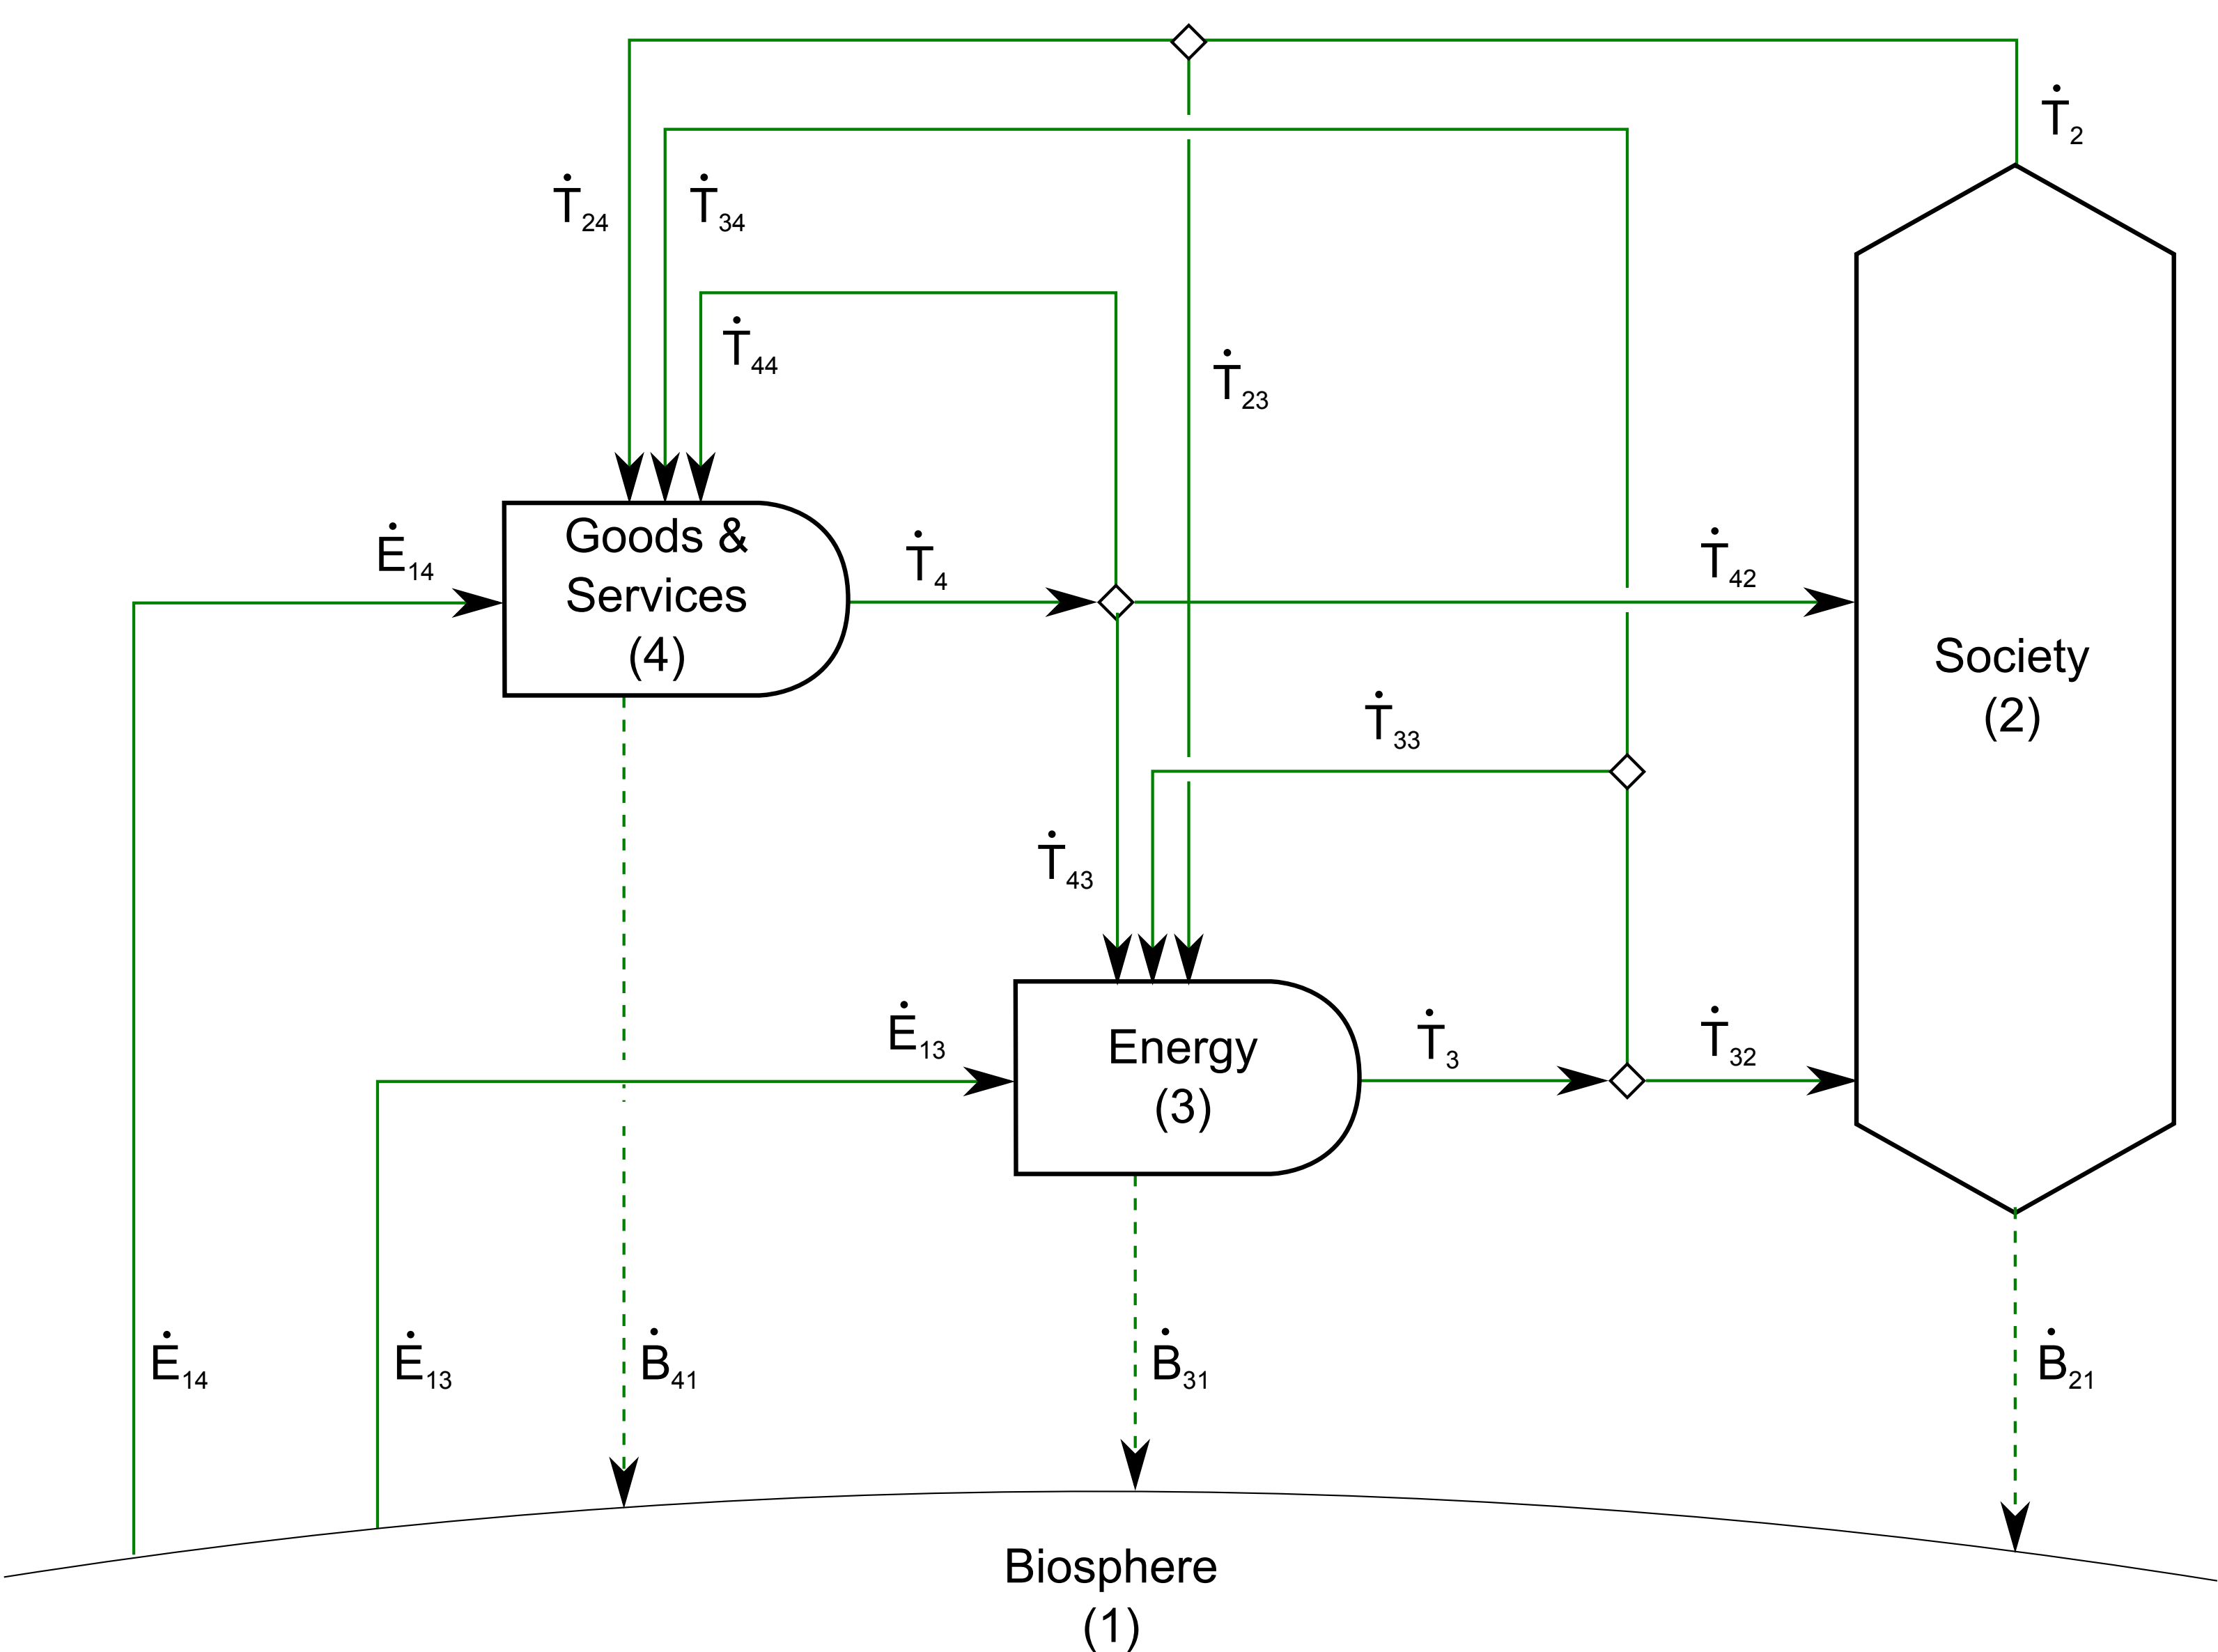 Ṫ₂
Ṫ₂₄
Ṫ₃₄
Ṫ₄₄
Ṫ₂₃
Goods &
Services
(4)
Ė₁₄
Ṫ₄
Ṫ₄₂
Society
(2)
Ṫ₃₃
Ṫ₄₃
Energy
(3)
Ė₁₃
Ṫ₃
Ṫ₃₂
Ė₁₄
Ė₁₃
Ḃ₄₁
Ḃ₃₁
Ḃ₂₁
Biosphere
(1)